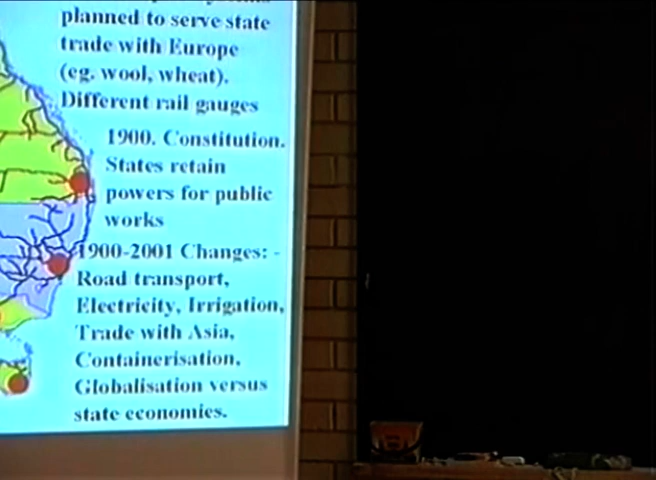 planned to serve state
trade with Europe
(eg. wool, wheat).
Different rail gauges
1900. Constitution.
States retain
powers for public
works
1900-2001 Changes: -
Road transport,
Electricity, Irrigation,
Trade with Asia,
Containerisation,
Globalisation versus
state economies.